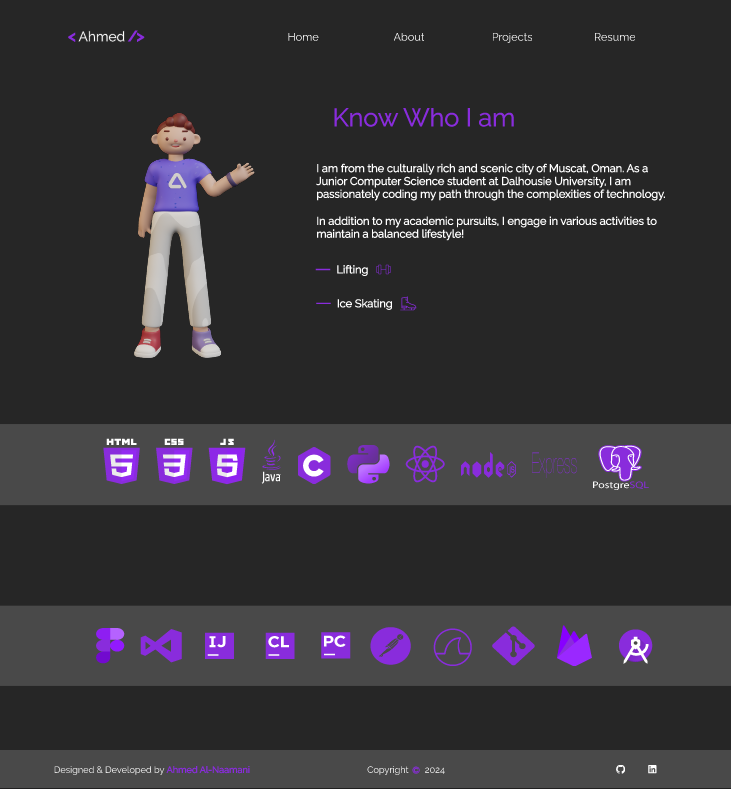 < Ahmed />
Home About Projects Resume
Know Who I am
I am from the culturally rich and scenic city of Muscat, Oman. As a
Junior Computer Science student at Dalhousie University, I am
passionately coding my path through the complexities of technology.
In addition to my academic pursuits, I engage in various activities to
maintain a balanced lifestyle!
Lifting
Ice Skating
HTML CSS JS
Java C node Express
PostgreSQL
IJ CL PC
Designed & Developed by Ahmed Al-Naamani Copyright © 2024